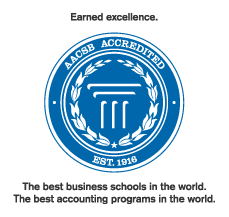 Earned excellence.
AACSB ACCREDITED
EST. 1916
The best business schools in the world.
The best accounting programs in the world.